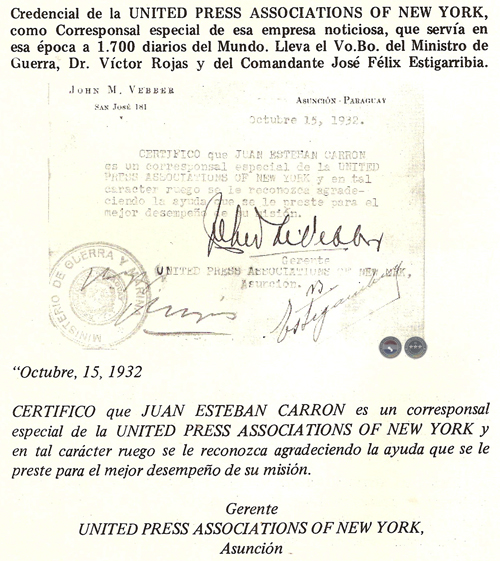 Credencial de la UNITED PRESS ASSOCIATIONS OF NEW YORK,
como Corresponsal especial de esa empresa noticiosa, que servía en
esa época a 1.700 diarios del Mundo. Lleva el Vo.Bo. del Ministro de
Guerra, Dr. Víctor Rojas y del Comandante José Félix Estigarribia.
JOHN M. VEBBER
SAN JOSÉ 181
ASUNCIÓN - PARAGUAY
Octubre 15, 1932.
CERTIFICO que JUAN ESTEBAN CARRON
es un corresponsal especial de la UNITED
PRESS ASSOCIATIONS OF NEW YORK y en tal
caracter ruego se le reconozca agrade-
ciendo la ayuda que se le preste para el
mejor desempeño de su misión.
Gerente
UNITED PRESS ASSOCIATIONS OF NEW YORK,
Asuncion.
Estigarribia
MINISTERIO DE GUERRA Y MARINA
"Octubre, 15, 1932
CERTIFICO que JUAN ESTEBAN CARRON es un corresponsal
especial de la UNITED PRESS ASSOCIATIONS OF NEW YORK y
en tal carácter ruego se le reconozca agradeciendo la ayuda que se le
preste para el mejor desempeño de su misión.
Gerente
UNITED PRESS ASSOCIATIONS OF NEW YORK,
Asunción